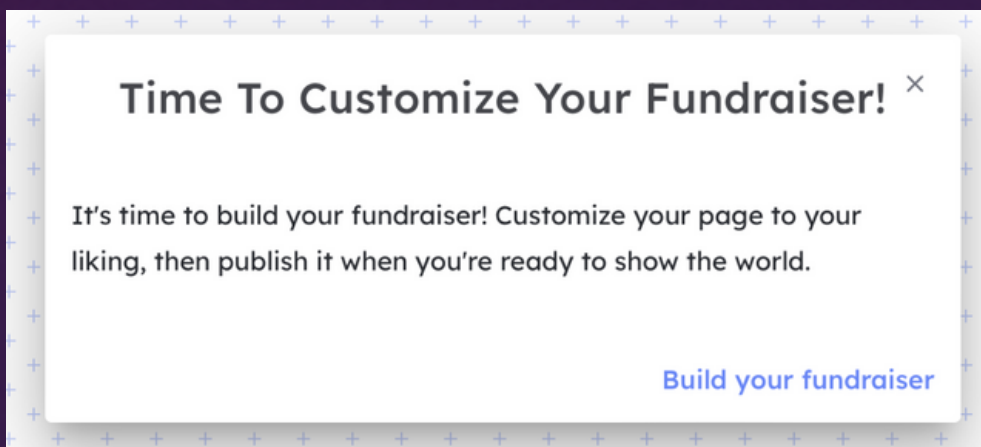 Time To Customize Your Fundraiser!
It's time to build your fundraiser! Customize your page to your
liking, then publish it when you're ready to show the world.
Build your fundraiser